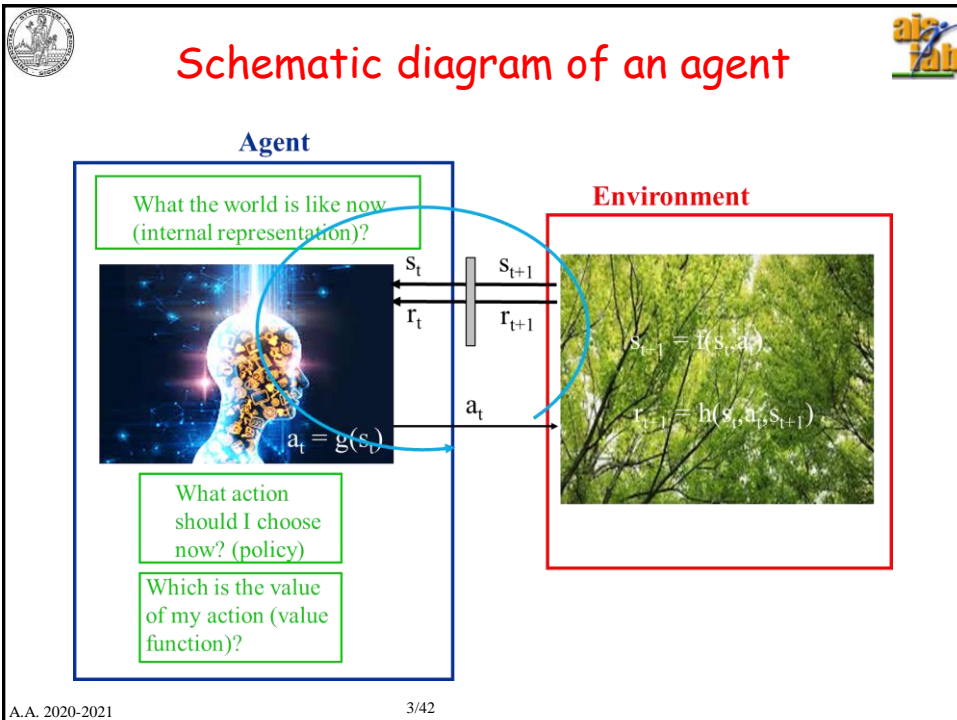 Schematic diagram of an agent
Agent
What the world is like now
(internal representation)?
Environment
sₜ
sₜ₊₁
rₜ
rₜ₊₁
sₜ₊₁ = f(sₜ,aₜ)
rₜ₊₁ = h(sₜ,aₜ,sₜ₊₁)
aₜ
aₜ = g(sₜ)
What action
should I choose
now? (policy)
Which is the value
of my action (value
function)?
A.A. 2020-2021
3/42
ais
lab